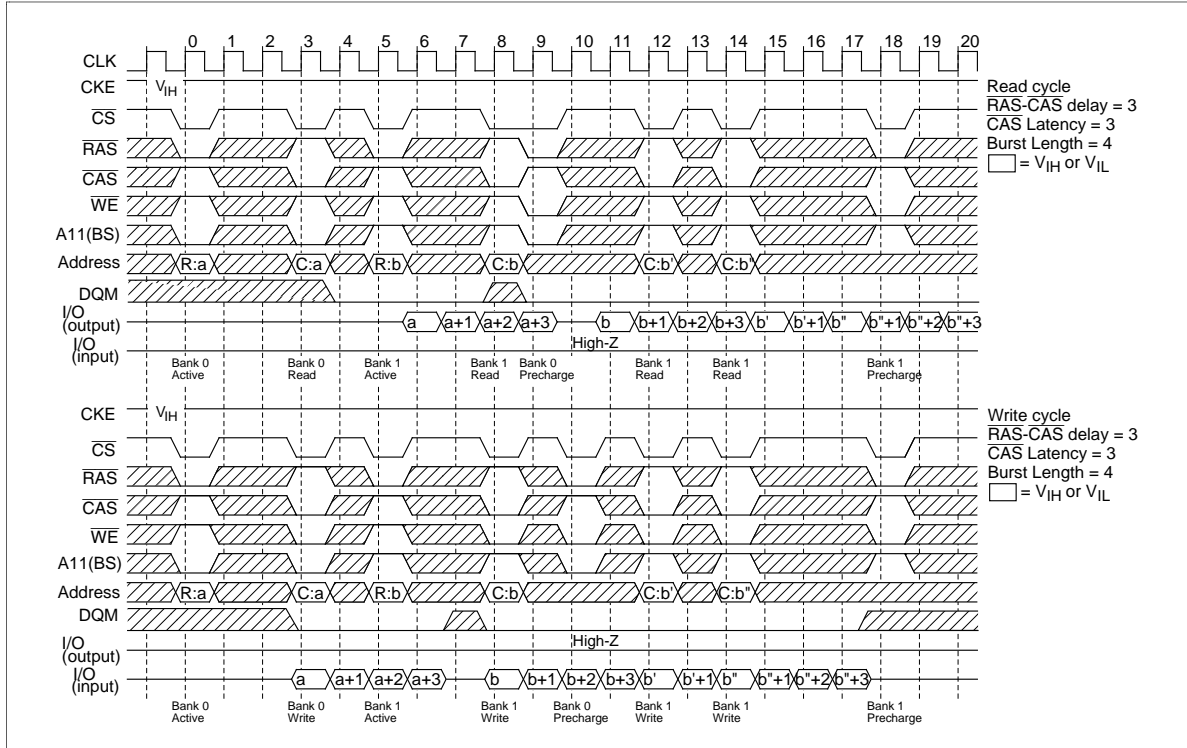 0 1 2 3 4 5 6 7 8 9 10 11 12 13 14 15 16 17 18 19 20
CLK
CKE VIH
CS
RAS
CAS
WE
A11(BS)
Address R:a C:a R:b C:b C:b' C:b"
DQM
I/O (output) a a+1 a+2 a+3 b b+1 b+2 b+3 b' b'+1 b" b"+1 b"+2 b"+3
I/O (input) High-Z
Bank 0 Active Bank 0 Read Bank 1 Active Bank 1 Read Bank 0 Precharge Bank 1 Read Bank 1 Read Bank 1 Precharge
Read cycle
RAS-CAS delay = 3
CAS Latency = 3
Burst Length = 4
= VIH or VIL
CKE VIH
CS
RAS
CAS
WE
A11(BS)
Address R:a C:a R:b C:b C:b' C:b"
DQM
I/O (output) High-Z
I/O (input) a a+1 a+2 a+3 b b+1 b+2 b+3 b' b'+1 b" b"+1 b"+2 b"+3
Bank 0 Active Bank 0 Write Bank 1 Active Bank 1 Write Bank 0 Precharge Bank 1 Write Bank 1 Write Bank 1 Precharge
Write cycle
RAS-CAS delay = 3
CAS Latency = 3
Burst Length = 4
= VIH or VIL